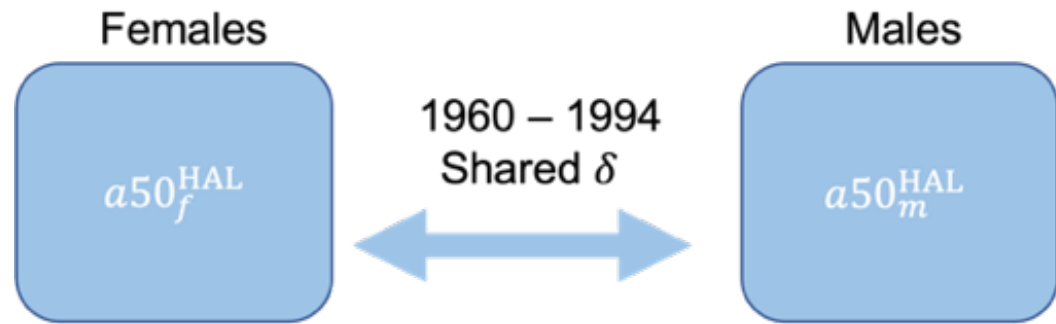 Females
Males
1960 – 1994
Shared δ
a50_f^HAL
a50_m^HAL